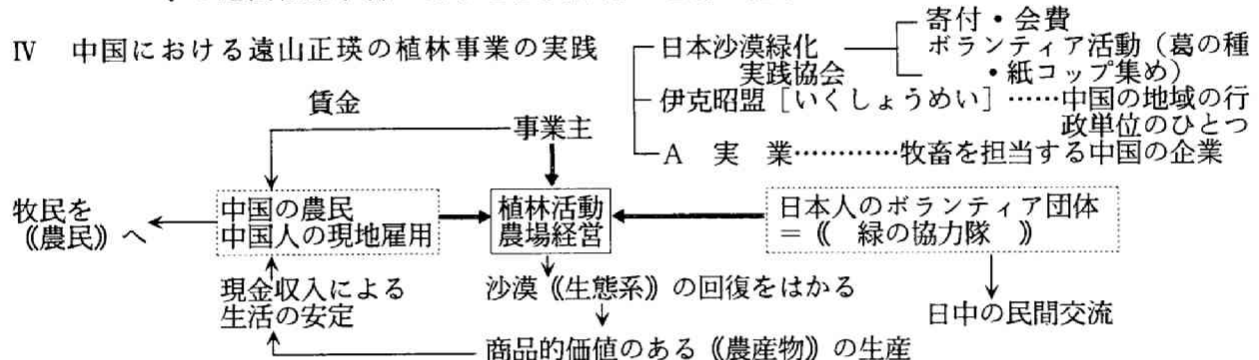 Ⅳ 中国における遠山正瑛の植林事業の実践
寄付・会費
日本沙漠緑化
実践協会
ボランティア活動（葛の種
・紙コップ集め）
伊克昭盟［いくしょうめい］……中国の地域の行
政単位のひとつ
A 実 業…………牧畜を担当する中国の企業
賃金
事業主
牧民を
《農民》へ
中国の農民
中国人の現地雇用
植林活動
農場経営
日本人のボランティア団体
＝《 緑の協力隊 》
現金収入による
生活の安定
沙漠《生態系》の回復をはかる
日中の民間交流
商品的価値のある《農産物》の生産